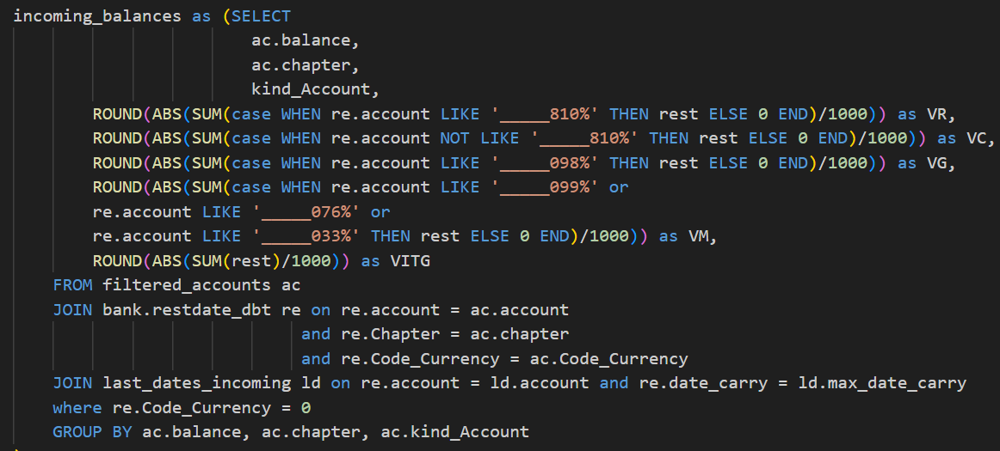 incoming_balances as (SELECT
ac.balance,
ac.chapter,
kind_Account,
ROUND(ABS(SUM(case WHEN re.account LIKE '_____810%' THEN rest ELSE 0 END)/1000)) as VR,
ROUND(ABS(SUM(case WHEN re.account NOT LIKE '_____810%' THEN rest ELSE 0 END)/1000)) as VC,
ROUND(ABS(SUM(case WHEN re.account LIKE '_____098%' THEN rest ELSE 0 END)/1000)) as VG,
ROUND(ABS(SUM(case WHEN re.account LIKE '_____099%' or
re.account LIKE '_____076%' or
re.account LIKE '_____033%' THEN rest ELSE 0 END)/1000)) as VM,
ROUND(ABS(SUM(rest)/1000)) as VITG
FROM filtered_accounts ac
JOIN bank.restdate_dbt re on re.account = ac.account
and re.Chapter = ac.chapter
and re.Code_Currency = ac.Code_Currency
JOIN last_dates_incoming ld on re.account = ld.account and re.date_carry = ld.max_date_carry
where re.Code_Currency = 0
GROUP BY ac.balance, ac.chapter, ac.kind_Account